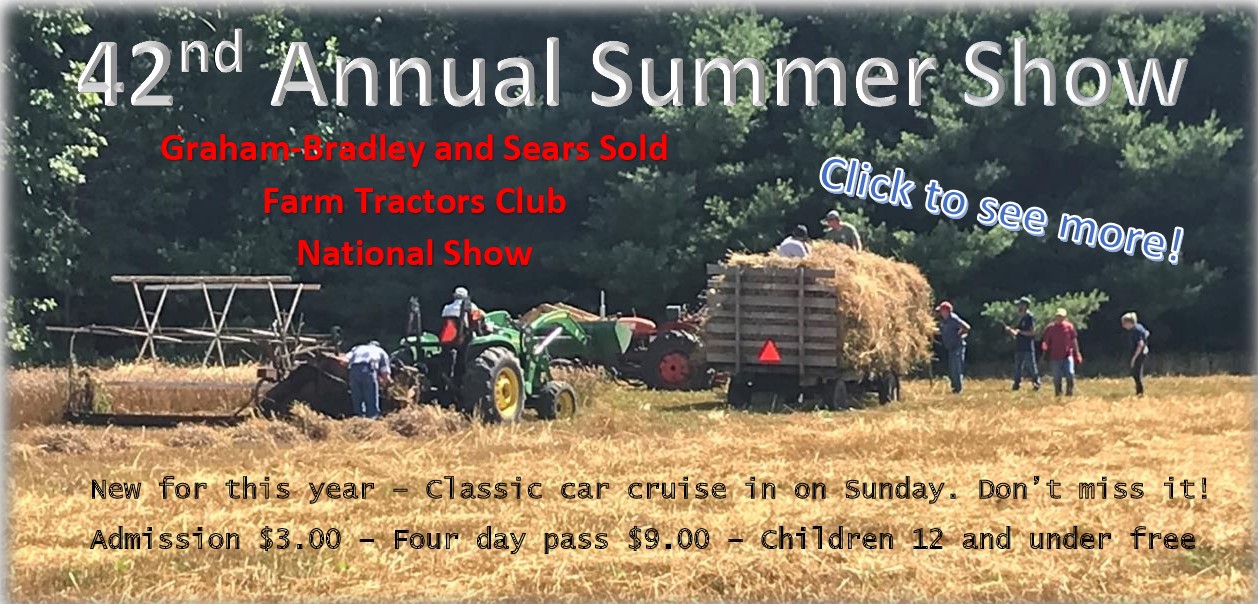 42nd Annual Summer Show
Graham-Bradley and Sears Sold
Farm Tractors Club
National Show
Click to see more!
New for this year – Classic car cruise in on Sunday. Don't miss it!
Admission $3.00 – Four day pass $9.00 – Children 12 and under free